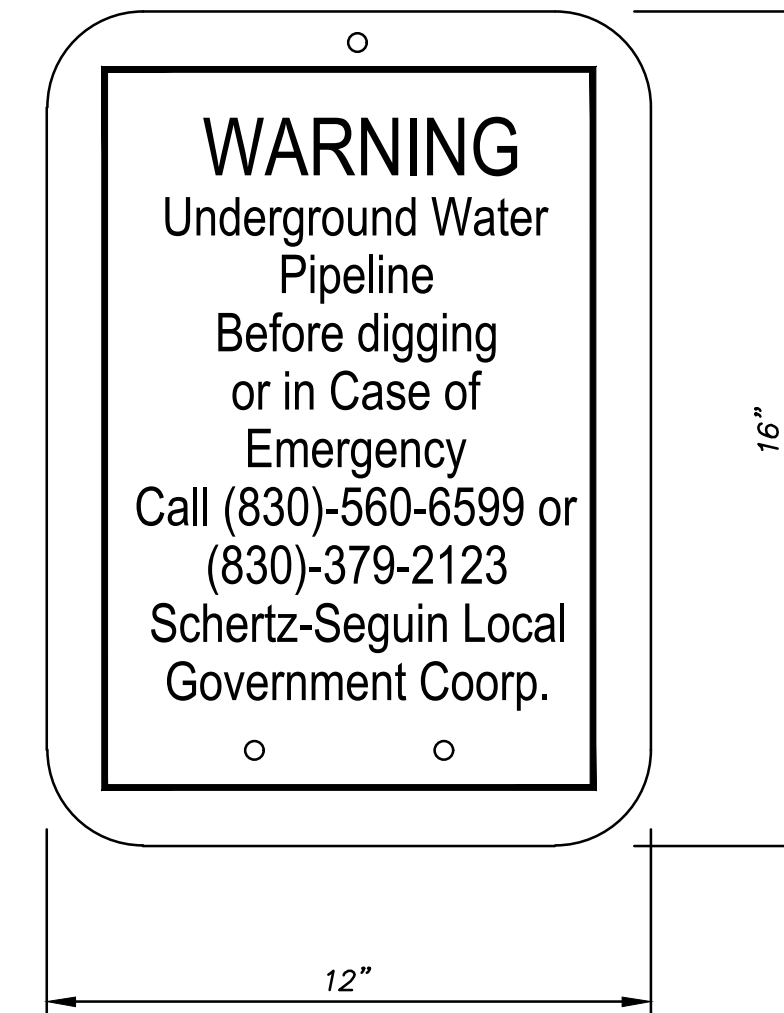 WARNING
Underground Water
Pipeline
Before digging
or in Case of
Emergency
Call (830)-560-6599 or
(830)-379-2123
Schertz-Seguin Local
Government Coorp.
16"
12"